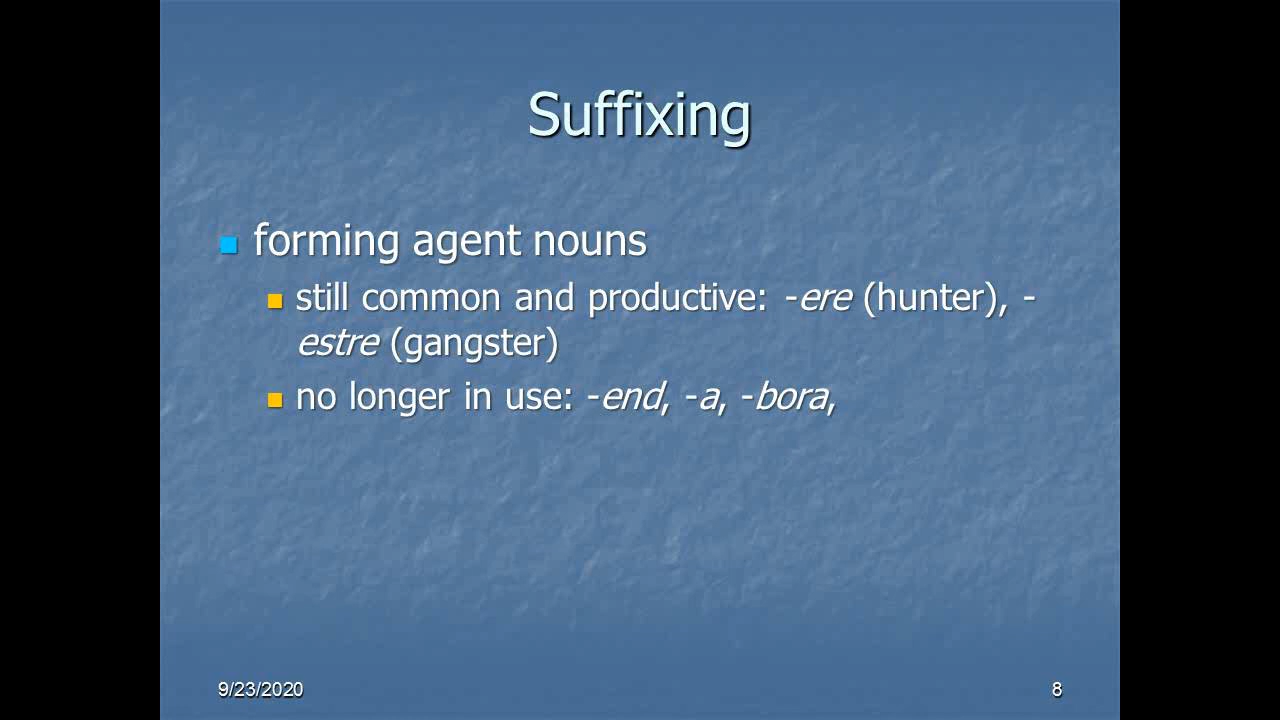 Suffixing
forming agent nouns
still common and productive: -ere (hunter), -
estre (gangster)
no longer in use: -end, -a, -bora,
9/23/2020
8